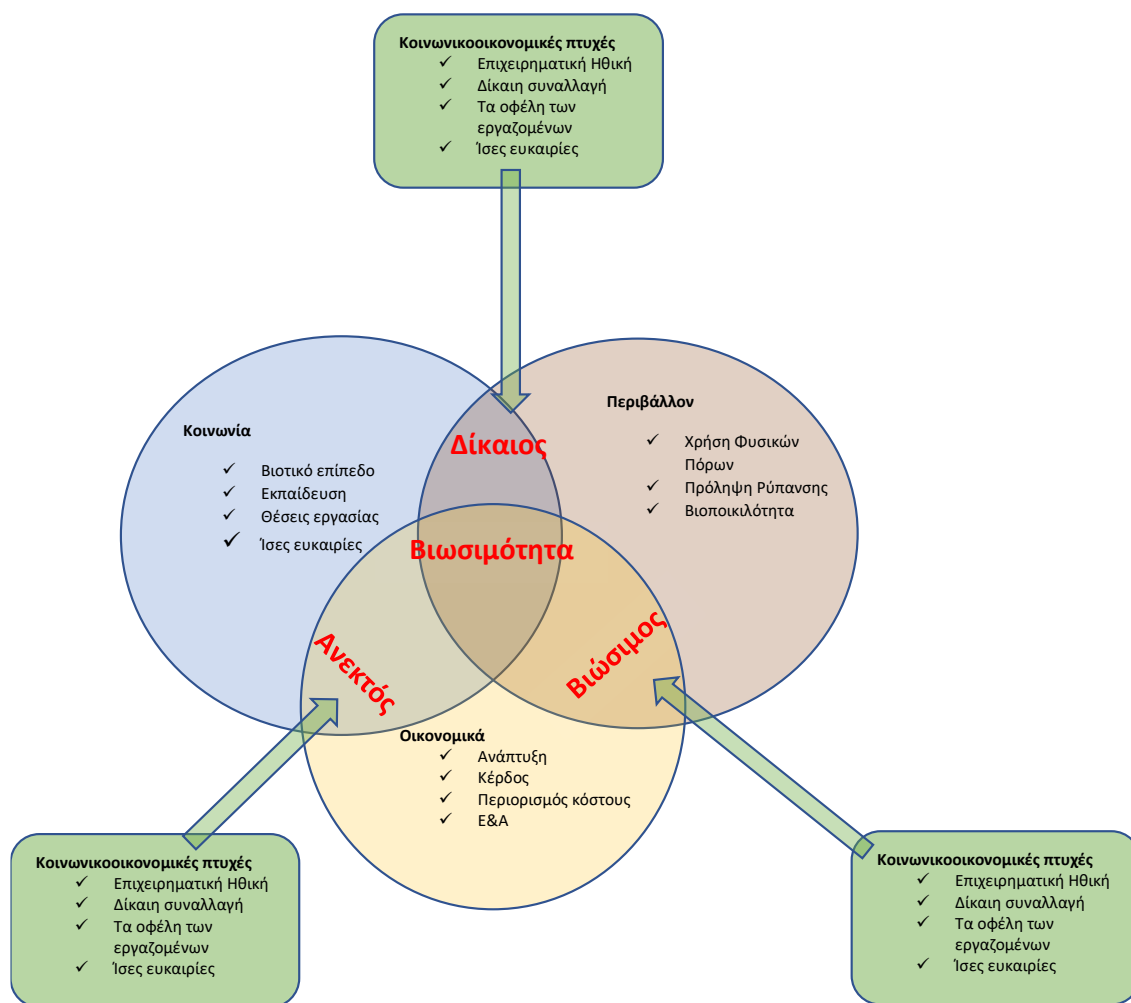 Κοινωνικοοικονομικές πτυχές
✓ Επιχειρηματική Ηθική
✓ Δίκαιη συναλλαγή
✓ Τα οφέλη των
εργαζομένων
✓ Ίσες ευκαιρίες
Κοινωνία
✓ Βιοτικό επίπεδο
✓ Εκπαίδευση
✓ Θέσεις εργασίας
✓ Ίσες ευκαιρίες
Δίκαιος
Περιβάλλον
✓ Χρήση Φυσικών
Πόρων
✓ Πρόληψη Ρύπανσης
✓ Βιοποικιλότητα
Βιωσιμότητα
Ανεκτός
Βιώσιμος
Οικονομικά
✓ Ανάπτυξη
✓ Κέρδος
✓ Περιορισμός κόστους
✓ Ε&Α
Κοινωνικοοικονομικές πτυχές
✓ Επιχειρηματική Ηθική
✓ Δίκαιη συναλλαγή
✓ Τα οφέλη των
εργαζομένων
✓ Ίσες ευκαιρίες
Κοινωνικοοικονομικές πτυχές
✓ Επιχειρηματική Ηθική
✓ Δίκαιη συναλλαγή
✓ Τα οφέλη των
εργαζομένων
✓ Ίσες ευκαιρίες